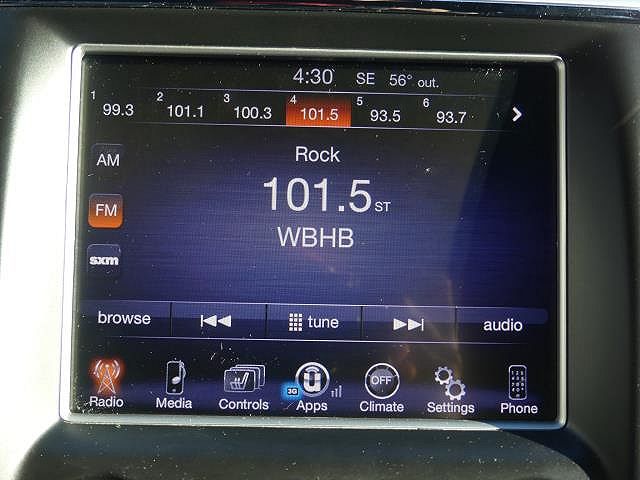 4:30 SE 56° out.
1 99.3 2 101.1 3 100.3 4 101.5 5 93.5 6 93.7
AM
Rock
FM
101.5 ST
WBHB
sxm
browse tune audio
3G OFF
Radio Media Controls Apps Climate Settings Phone